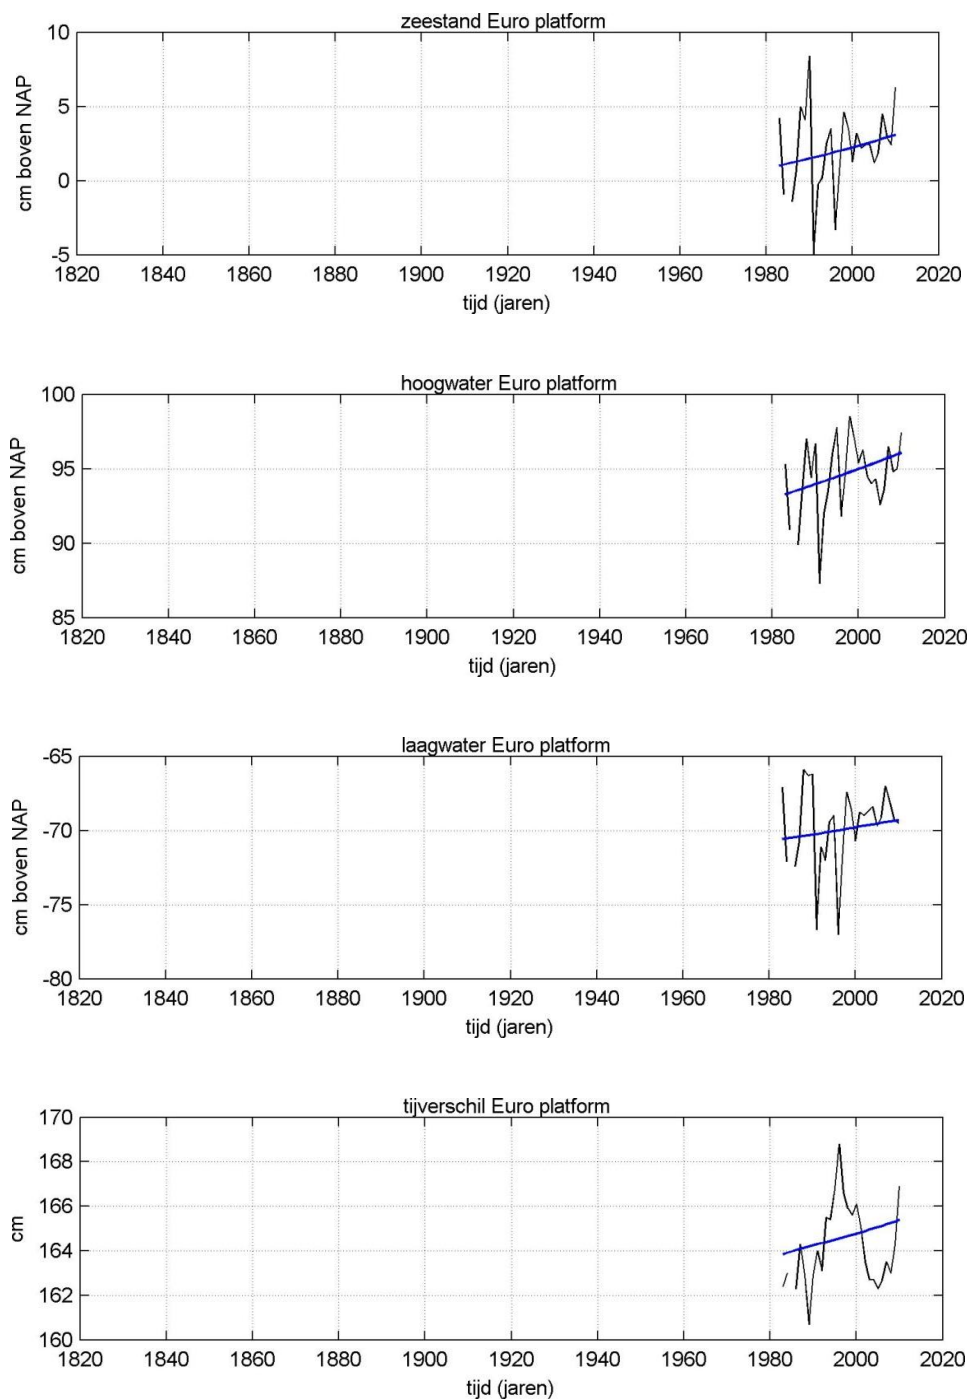 zeestand Euro platform
10
5
0
-5
cm boven NAP
1820 1840 1860 1880 1900 1920 1940 1960 1980 2000 2020
tijd (jaren)
hoogwater Euro platform
100
95
90
85
cm boven NAP
1820 1840 1860 1880 1900 1920 1940 1960 1980 2000 2020
tijd (jaren)
laagwater Euro platform
-65
-70
-75
-80
cm boven NAP
1820 1840 1860 1880 1900 1920 1940 1960 1980 2000 2020
tijd (jaren)
tijverschil Euro platform
170
168
166
164
162
160
cm
1820 1840 1860 1880 1900 1920 1940 1960 1980 2000 2020
tijd (jaren)